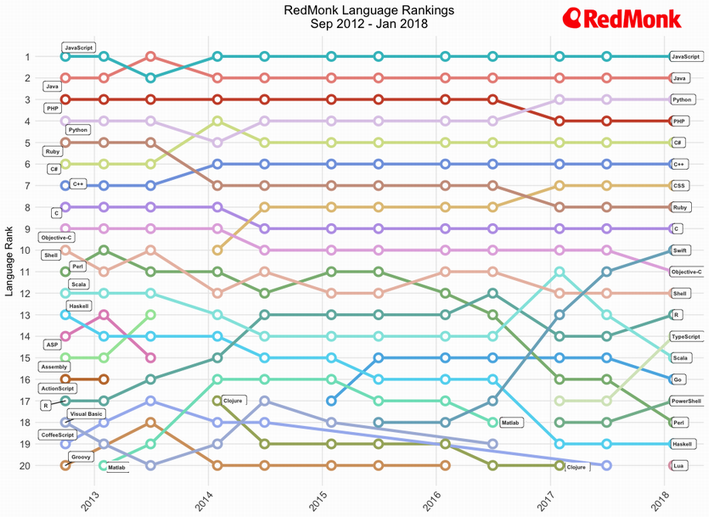 RedMonk Language Rankings
Sep 2012 - Jan 2018
RedMonk
Language Rank
1
2
3
4
5
6
7
8
9
10
11
12
13
14
15
16
17
18
19
20
JavaScript
Java
PHP
Python
Ruby
C#
C++
C
Objective-C
Shell
Perl
Scala
Haskell
ASP
Assembly
ActionScript
R
Visual Basic
CoffeeScript
Groovy
Matlab
Clojure
Matlab
Clojure
JavaScript
Java
Python
PHP
C#
C++
CSS
Ruby
C
Swift
Objective-C
Shell
R
TypeScript
Scala
Go
PowerShell
Perl
Haskell
Lua
2013
2014
2015
2016
2017
2018